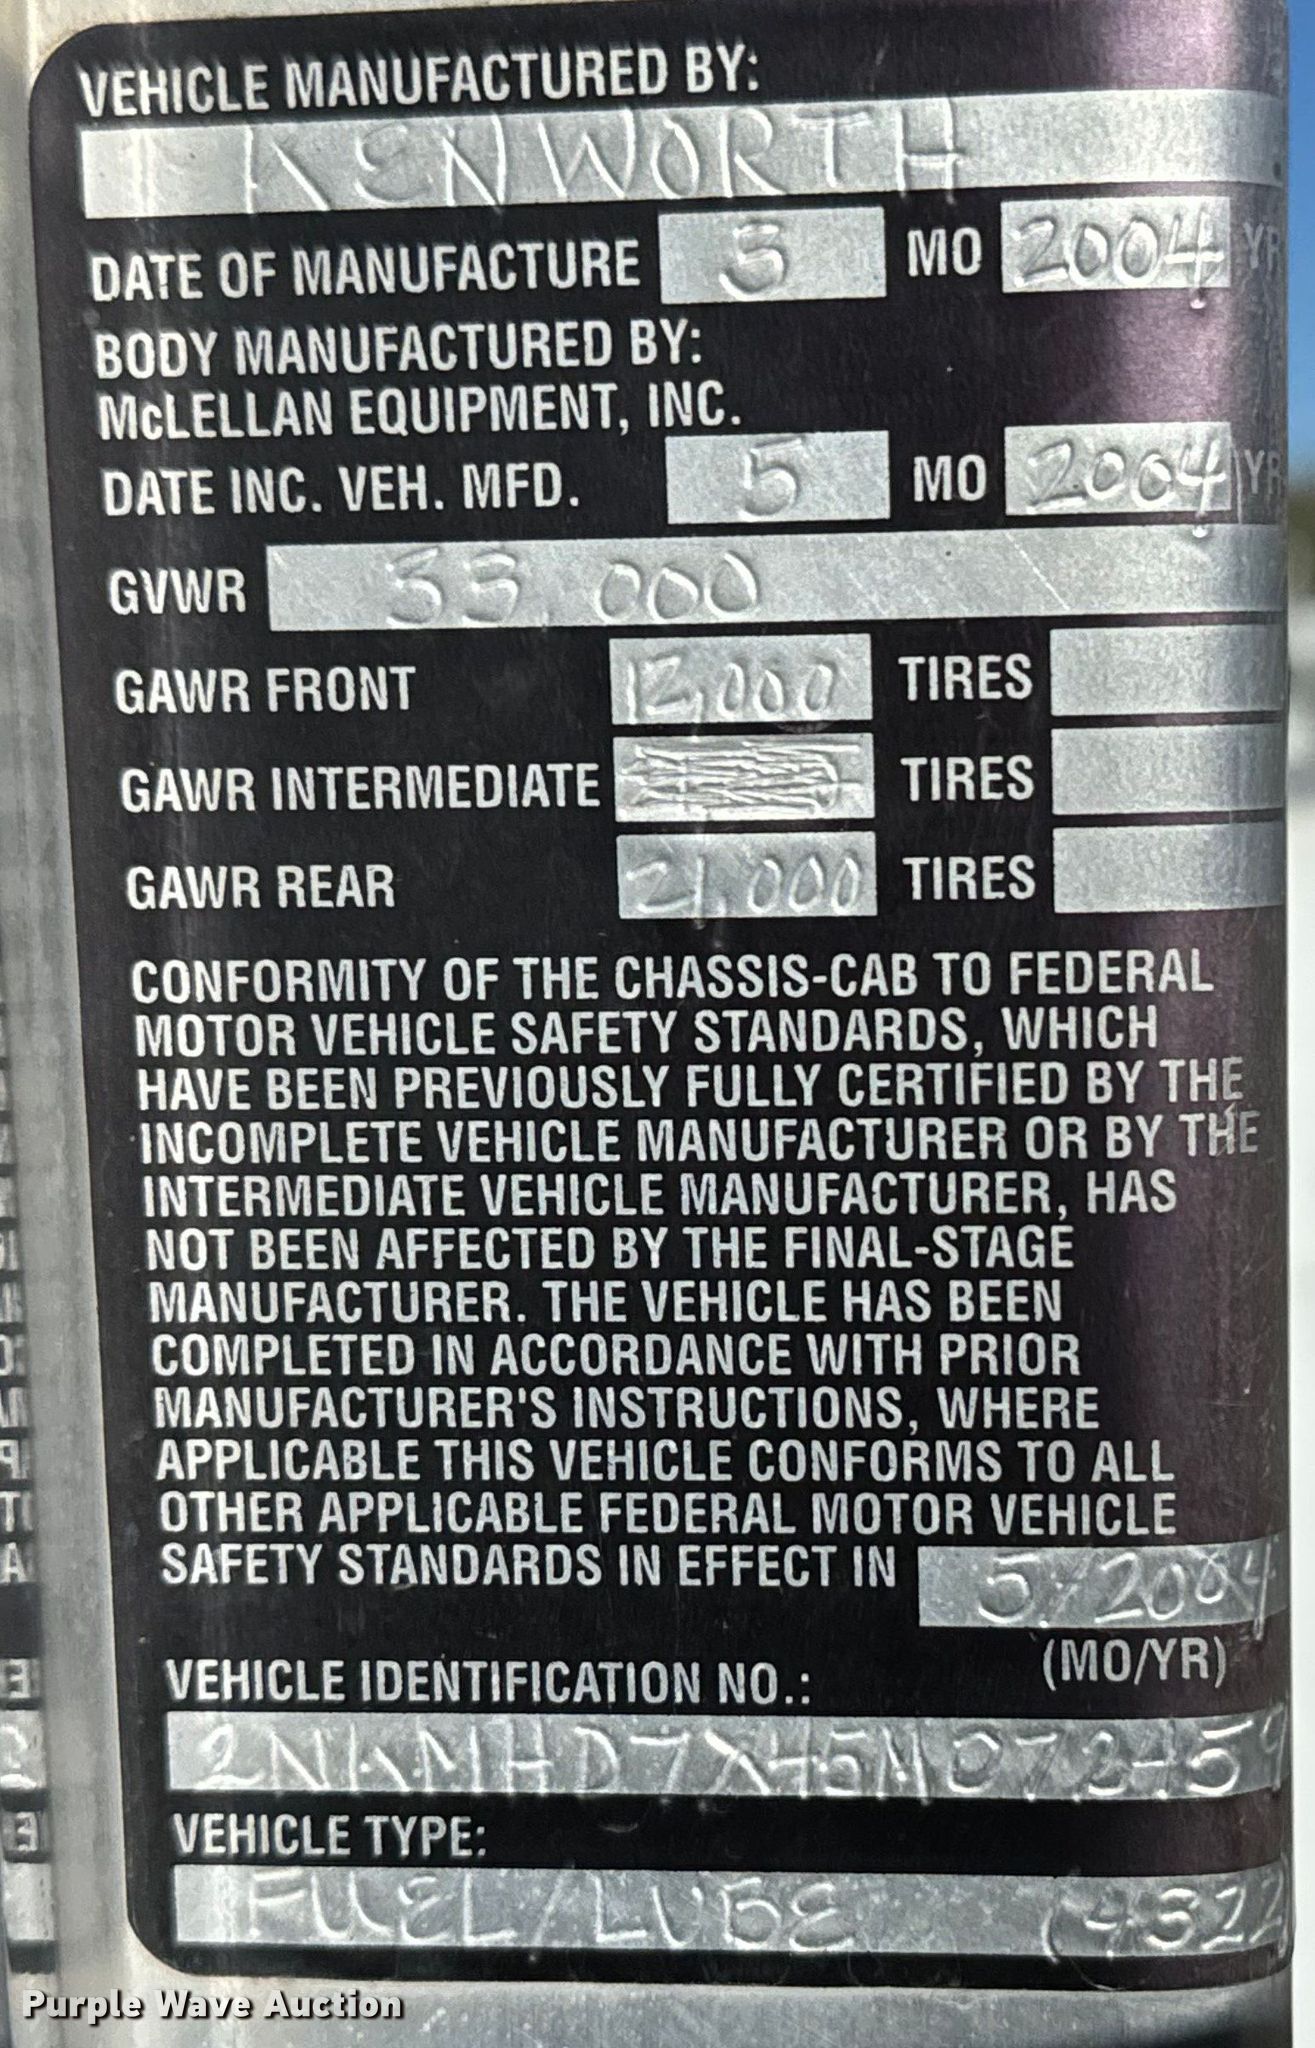 VEHICLE MANUFACTURED BY:
KENWORTH
DATE OF MANUFACTURE 5 MO 2004 YR
BODY MANUFACTURED BY:
McLELLAN EQUIPMENT, INC.
DATE INC. VEH. MFD. 5 MO 2004 YR
GVWR 33,000
GAWR FRONT 12,000 TIRES
GAWR INTERMEDIATE TIRES
GAWR REAR 21,000 TIRES
CONFORMITY OF THE CHASSIS-CAB TO FEDERAL
MOTOR VEHICLE SAFETY STANDARDS, WHICH
HAVE BEEN PREVIOUSLY FULLY CERTIFIED BY THE
INCOMPLETE VEHICLE MANUFACTURER OR BY THE
INTERMEDIATE VEHICLE MANUFACTURER, HAS
NOT BEEN AFFECTED BY THE FINAL-STAGE
MANUFACTURER. THE VEHICLE HAS BEEN
COMPLETED IN ACCORDANCE WITH PRIOR
MANUFACTURER'S INSTRUCTIONS, WHERE
APPLICABLE THIS VEHICLE CONFORMS TO ALL
OTHER APPLICABLE FEDERAL MOTOR VEHICLE
SAFETY STANDARDS IN EFFECT IN 5/2004
(MO/YR)
VEHICLE IDENTIFICATION NO.:
VEHICLE TYPE:
FUEL/LUBE
Purple Wave Auction